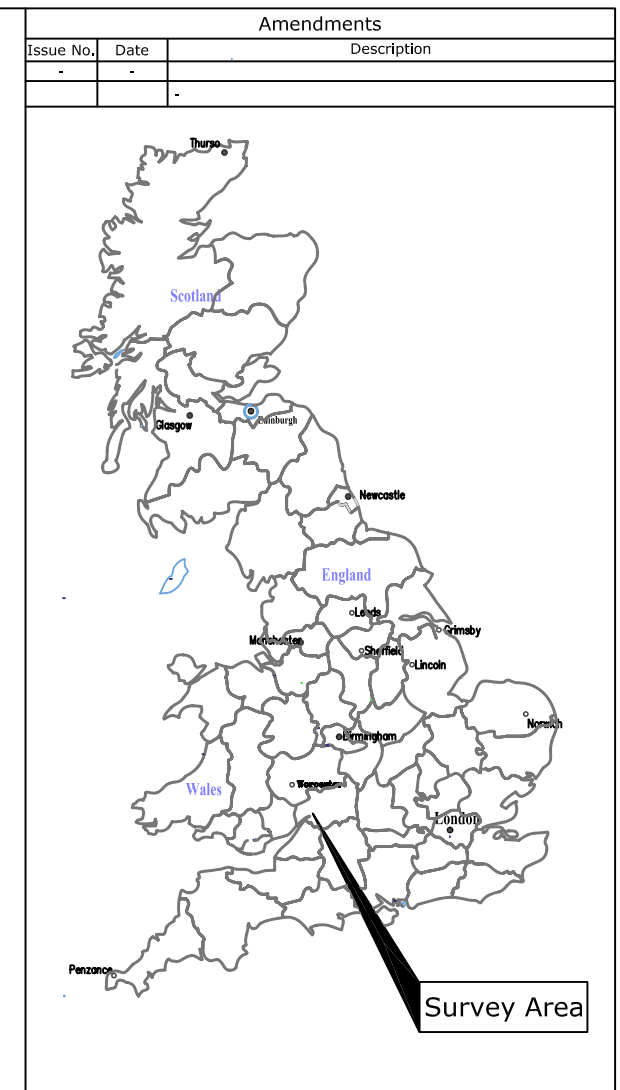 Amendments
Issue No. Date Description
- -
-
Thurso
Scotland
Edinburgh
Glasgow
Newcastle
England
Leeds
Grimsby
Manchester
Sheffield
Lincoln
Norwich
Birmingham
Wales
Worcester
London
Penzance
Survey Area